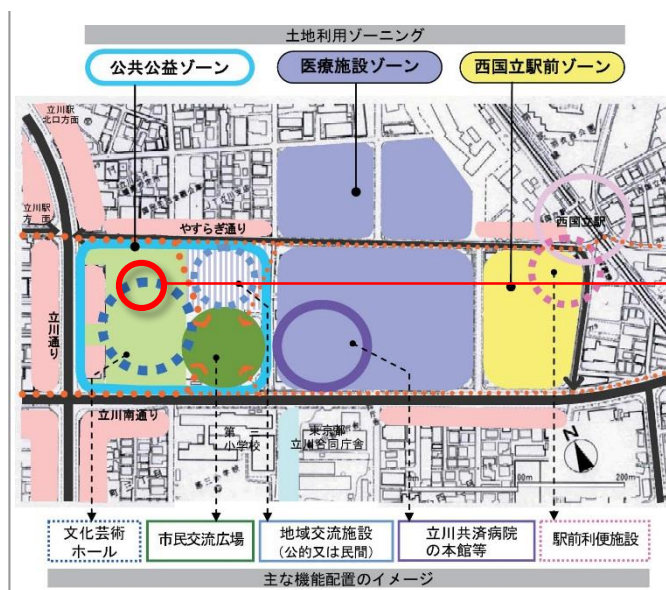 土地利用ゾーニング
公共公益ゾーン
医療施設ゾーン
西国立駅前ゾーン
立川駅
北口方面
立川駅
方面
やすらぎ通り
西国立駅
立川通り
立川南通り
第三
小学校
東京都
立川合同庁舎
N
200m
文化芸術
ホール
市民交流広場
地域交流施設
(公的又は民間)
立川共済病院
の本館等
駅前利便施設
主な機能配置のイメージ